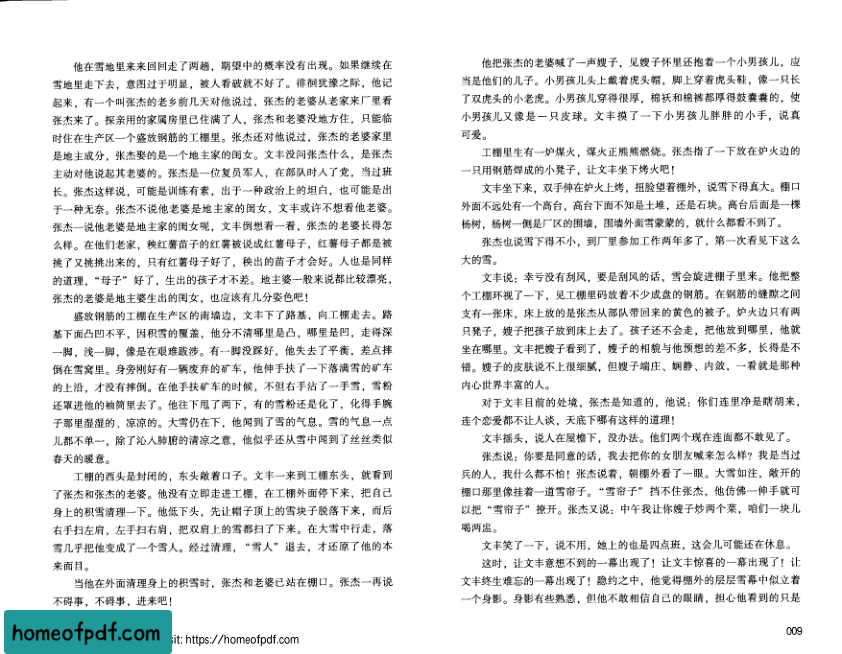 他在雪地里来来回回走了两趟，期望中的概率没有出现。如果继续在
雪地里走下去，意图过于明显，被人看破就不好了。徘徊犹豫之际，他记
起来，有一个叫张杰的老乡前几天对他说过，张杰的老婆从老家来厂里看
张杰来了。探亲用的家属房里已住满了人，张杰和老婆没地方住，只能临
时住在生产区一个盛放钢筋的工棚里。张杰还对他说过，张杰的老婆家里
是地主成分，张杰娶的是一个地主家的闺女。文丰没问张杰什么，是张杰
主动对他说起其老婆的。张杰是一位复员军人，在部队时入了党，当过班
长。张杰这样说，可能是训练有素，出于一种政治上的坦白，也可能是出
于一种无奈。张杰不说他老婆是地主家的闺女，文丰或许不想看他老婆。
张杰一说他老婆是地主家的闺女呢，文丰倒想看一看，张杰的老婆长得怎
么样。在他们老家，秧红薯苗子的红薯被说成红薯母子，红薯母子都是被
挑了又挑挑出来的，只有红薯母子好了，秧出的苗子才会好。人也是同样
的道理，“母子”好了，生出的孩子才不差。地主婆一般来说都比较漂亮，
张杰的老婆是地主婆生出的闺女，也应该有几分姿色吧！
盛放钢筋的工棚在生产区的南墙边，文丰下了路基，向工棚走去。路
基下面凸凹不平，因积雪的覆盖，他分不清哪里是凸，哪里是凹，走得深
一脚，浅一脚，像是在艰难跋涉。有一脚没踩好，他失去了平衡，差点摔
倒在雪窝里。身旁刚好有一辆废弃的矿车，他伸手扶了一下落满雪的矿车
的上沿，才没有摔倒。在他手扶矿车的时候，不但右手沾了一手雪，雪粉
还罩进他的袖筒里去了。他往下甩了两下，有的雪粉还是化了，化得手腕
子那里湿湿的、凉凉的。大雪仍在下，他闻到了雪的气息。雪的气息一点
儿都不单一，除了沁人肺腑的清凉之意，他似乎还从雪中闻到了丝丝类似
春天的暖意。
工棚的西头是封闭的，东头敞着口子。文丰一来到工棚东头，就看到
了张杰和张杰的老婆。他没有立即走进工棚，在工棚外面停下来，把自己
身上的积雪清理一下。他低下头，先让帽子顶上的雪块子脱落下来，而后
右手扫左肩，左手扫右肩，把双肩上的雪都扫了下来。在大雪中行走，落
雪几乎把他变成了一个雪人。经过清理，“雪人”退去，才还原了他的本
来面目。
当他在外面清理身上的积雪时，张杰和老婆已站在棚口。张杰一再说
不碍事，不碍事，进来吧！
他把张杰的老婆喊了一声嫂子，见嫂子怀里还抱着一个小男孩儿，应
当是他们的儿子。小男孩儿头上戴着虎头帽，脚上穿着虎头鞋，像一只长
了双虎头的小老虎。小男孩儿穿得很厚，棉袄和棉裤都厚得鼓囊囊的，使
小男孩儿又像是一只皮球。文丰摸了一下小男孩儿胖胖的小手，说真
可爱。
工棚里生有一炉煤火，煤火正熊熊燃烧。张杰指了一下放在炉火边的
一只用钢筋焊成的小凳子，让文丰坐下烤火吧！
文丰坐下来，双手伸在炉火上烤，扭脸望着棚外，说雪下得真大。棚口
外面不远处有一个高台，高台下面不知是土堆，还是石块。高台后面是一棵
杨树，杨树一侧是厂区的围墙，围墙外面雪蒙蒙的，就什么都看不到了。
张杰也说雪下得不小，到厂里参加工作两年多了，第一次看见下这么
大的雪。
文丰说：幸亏没有刮风，要是刮风的话，雪会旋进棚子里来。他把整
个工棚环视了一下，见工棚里码放着不少成盘的钢筋。在钢筋的缝隙之间
支有一张床，床上放的是张杰从部队带回来的黄色的被子。炉火边只有两
只凳子，嫂子把孩子放到床上去了。孩子还不会走，把他放到哪里，他就
坐在哪里。文丰把嫂子看到了，嫂子的相貌与他预想的差不多，长得是不
错。嫂子的皮肤说不上很细腻，但嫂子端庄、娴静、内敛，一看就是那种
内心世界丰富的人。
对于文丰目前的处境，张杰是知道的，他说：你们连里净是瞎胡来，
连个恋爱都不让人谈，天底下哪有这样的道理！
文丰摇头，说人在屋檐下，没办法。他们两个现在连面都不敢见了。
张杰说：你要是同意的话，我去把你的女朋友喊来怎么样？我是当过
兵的人，我什么都不怕！张杰说着，朝棚外看了一眼。大雪如注，敞开的
棚口那里像挂着一道雪帘子。“雪帘子”挡不住张杰，他仿佛一伸手就可
以把“雪帘子”撩开。张杰又说：中午我让你嫂子炒两个菜，咱们一块儿
喝两盅。
文丰笑了一下，说不用，她上的也是四点班，这会儿可能还在休息。
这时，让文丰意想不到的一幕出现了！让文丰惊喜的一幕出现了！让
文丰终生难忘的一幕出现了！隐约之中，他觉得棚外的层层雪幕中似立着
一个身影。身影有些熟悉，但他不敢相信自己的眼睛，担心他看到的只是
009
homeofpdf.com
sit: https://homeofpdf.com